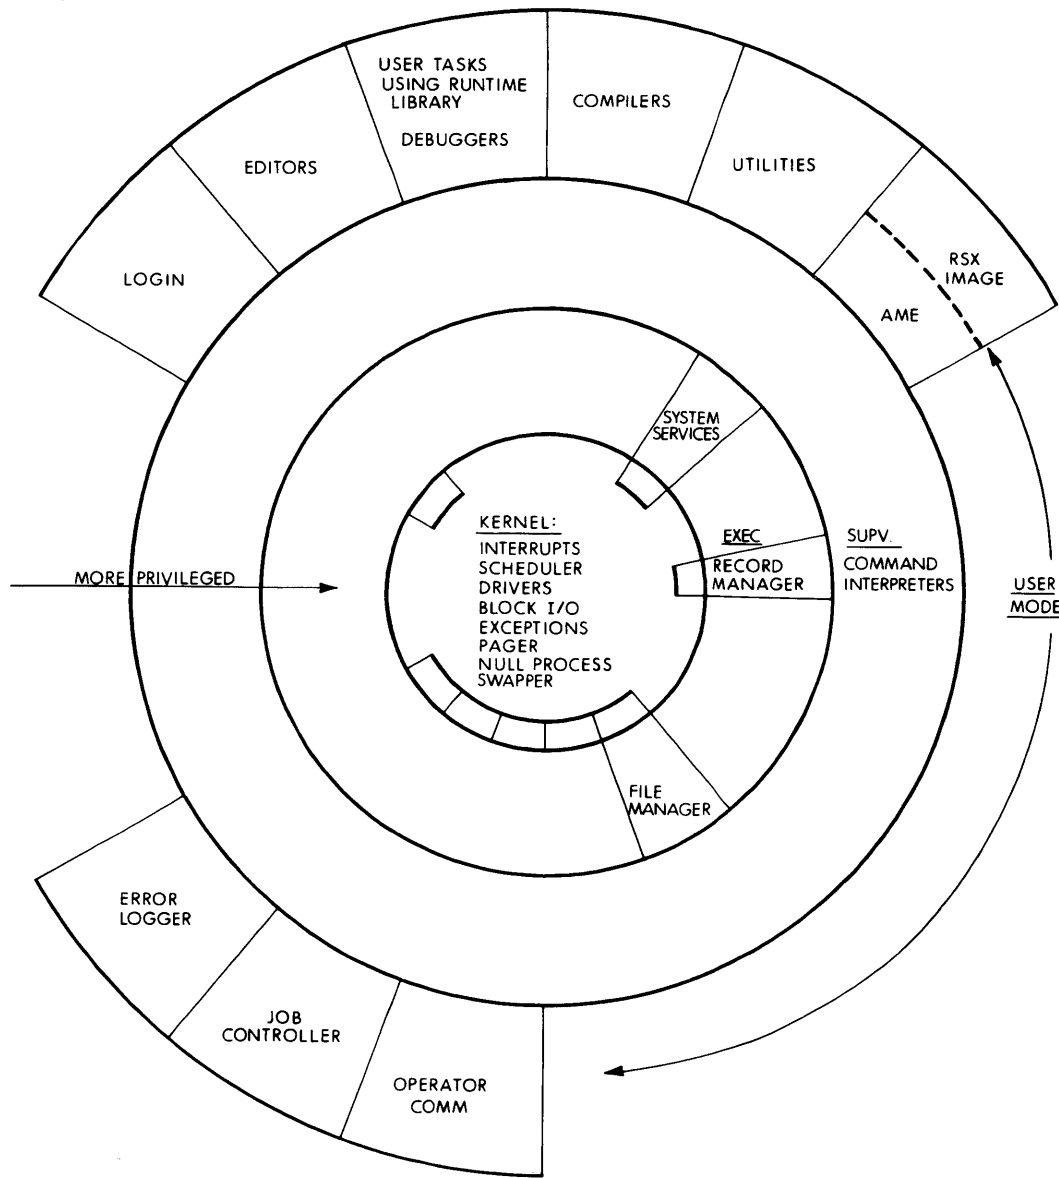 USER TASKS
USING RUNTIME
LIBRARY
DEBUGGERS
COMPILERS
EDITORS
UTILITIES
LOGIN
RSX
IMAGE
AME
SYSTEM
SERVICES
KERNEL:
INTERRUPTS
SCHEDULER
DRIVERS
BLOCK I/O
EXCEPTIONS
PAGER
NULL PROCESS
SWAPPER
EXEC
RECORD
MANAGER
SUPV.
COMMAND
INTERPRETERS
USER
MODE
MORE PRIVILEGED
FILE
MANAGER
ERROR
LOGGER
JOB
CONTROLLER
OPERATOR
COMM